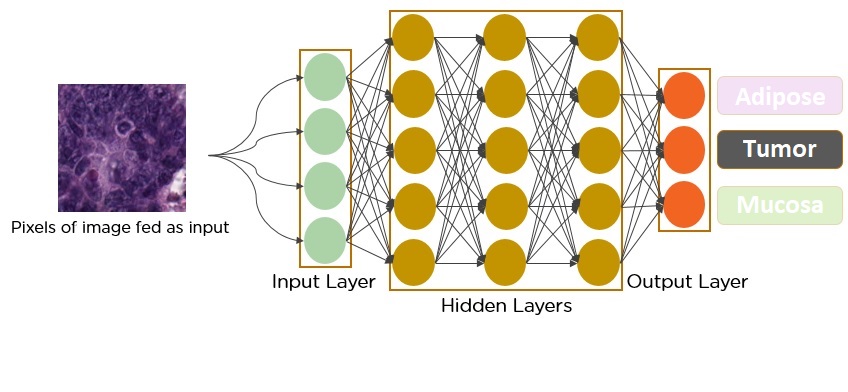 Adipose
Tumor
Mucosa
Pixels of image fed as input
Input Layer
Output Layer
Hidden Layers